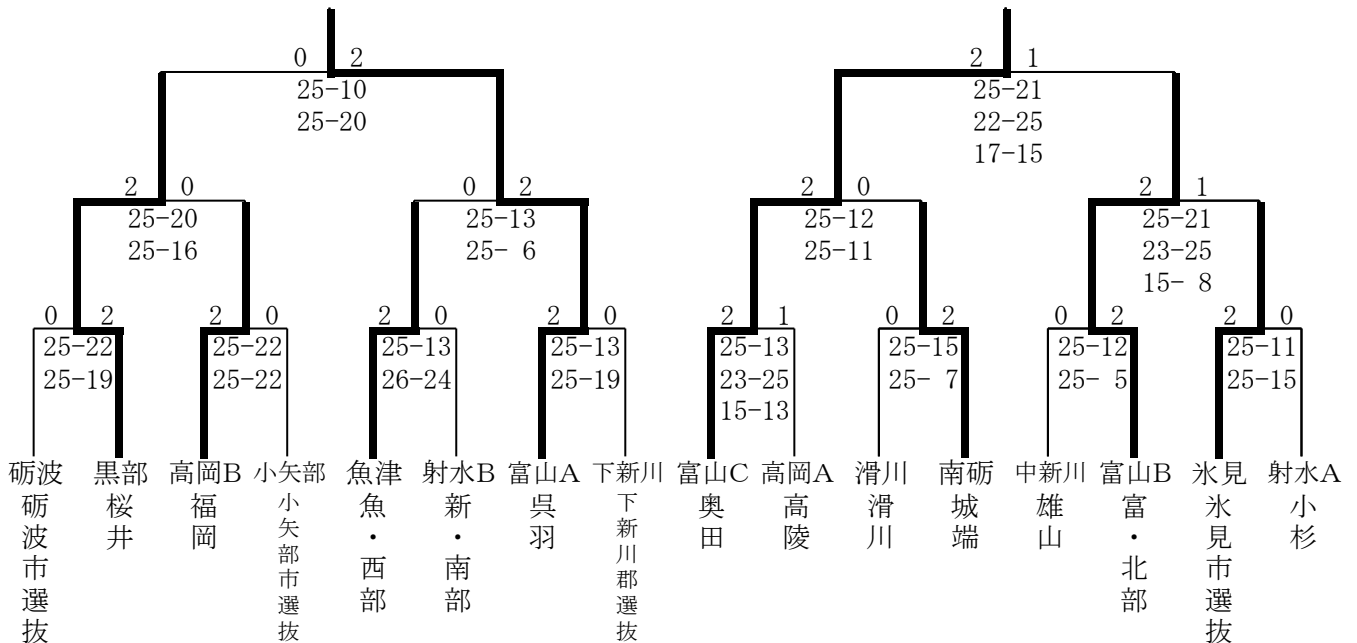 0 2
2 1
25-10
25-21
25-20
22-25
17-15
2 0
0 2
2 0
2 1
25-20
25-13
25-12
25-21
25-16
25- 6
25-11
23-25
15- 8
0 2
2 0
2 0
2 0
2 1
0 2
0 2
2 0
25-22
25-22
25-13
25-13
25-13
25-15
25-12
25-11
25-19
25-22
26-24
25-19
23-25
25- 7
25- 5
25-15
15-13
砺波
黒部
高岡B
小矢部
魚津
射水B
富山A
下新川
富山C
高岡A
滑川
南砺
中新川
富山B
氷見
射水A
砺波市選抜
桜井
福岡
小矢部市選抜
魚・西部
新・南部
呉羽
下新川郡選抜
奥田
高陵
滑川
城端
雄山
富・北部
氷見市選抜
小杉